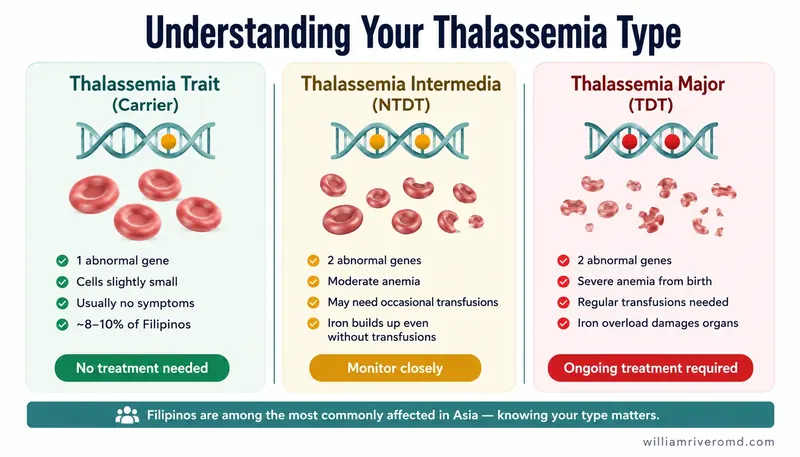 Understanding Your Thalassemia Type
Thalassemia Trait
(Carrier)
1 abnormal gene
Cells slightly small
Usually no symptoms
~8–10% of Filipinos
No treatment needed
Thalassemia Intermedia
(NTDT)
2 abnormal genes
Moderate anemia
May need occasional transfusions
Iron builds up even
without transfusions
Monitor closely
Thalassemia Major
(TDT)
2 abnormal genes
Severe anemia from birth
Regular transfusions needed
Iron overload damages organs
Ongoing treatment required
Filipinos are among the most commonly affected in Asia — knowing your type matters.
williamriveromd.com